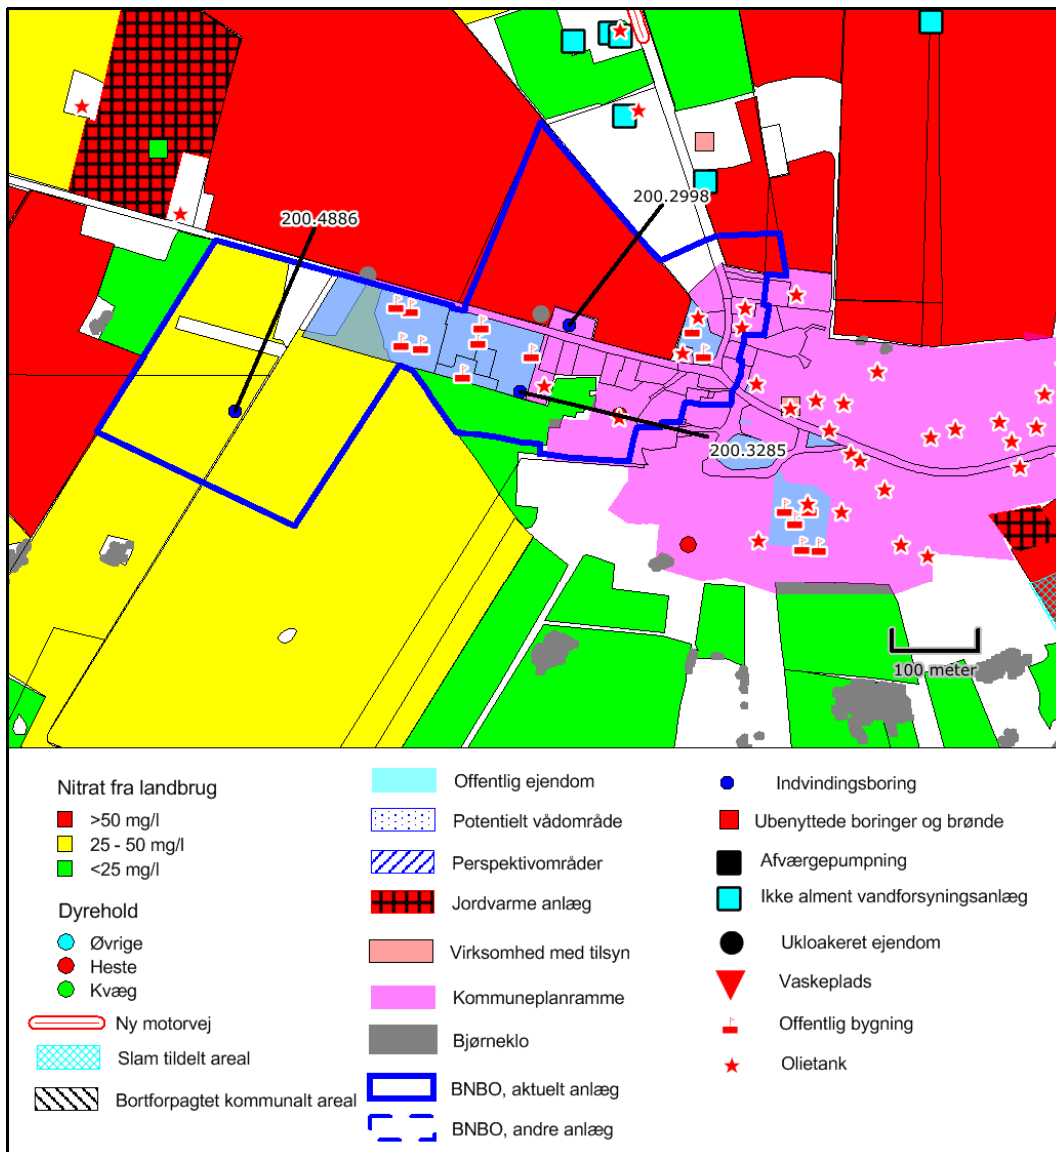 200.2998
200.4886
200.3285
100 meter
Nitrat fra landbrug
>50 mg/l
25 - 50 mg/l
<25 mg/l
Dyrehold
Øvrige
Heste
Kvæg
Ny motorvej
Slam tildelt areal
Bortforpagtet kommunalt areal
Offentlig ejendom
Potentielt vådområde
Perspektivområder
Jordvarme anlæg
Virksomhed med tilsyn
Kommuneplanramme
Bjørneklo
BNBO, aktuelt anlæg
BNBO, andre anlæg
Indvindingsboring
Ubenyttede boringer og brønde
Afværgepumpning
Ikke alment vandforsyningsanlæg
Ukloakeret ejendom
Vaskeplads
Offentlig bygning
Olietank